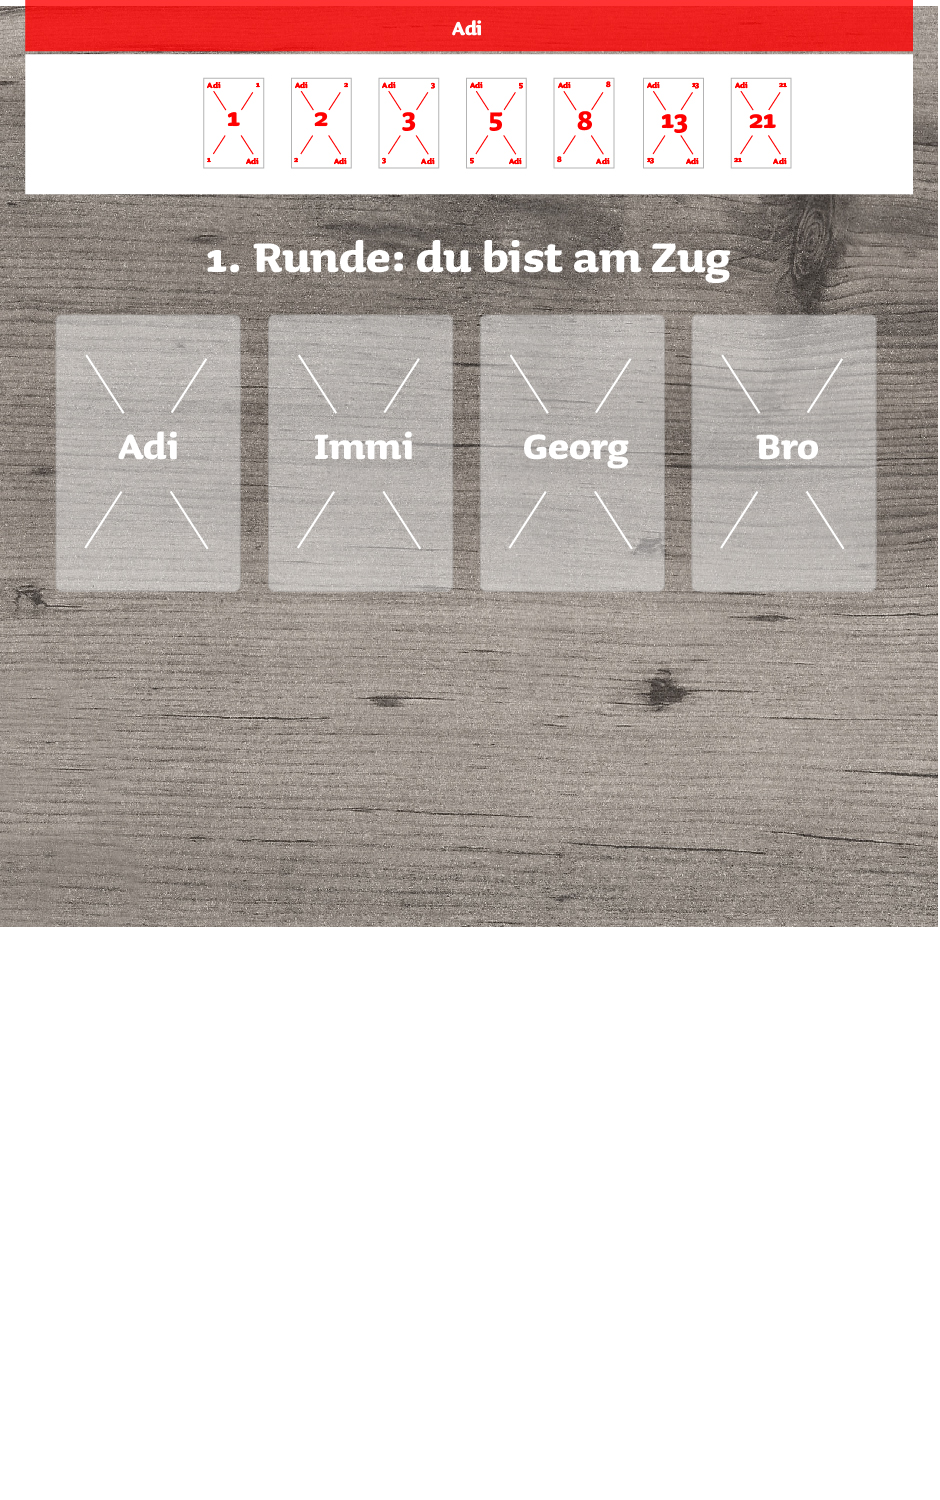 Adi
Adi 1 Adi 2 Adi 3 Adi 5 Adi 8 Adi 13 Adi 21
1 2 3 5 8 13 21
1 Adi 2 Adi 3 Adi 5 Adi 8 Adi 13 Adi 21 Adi
1. Runde: du bist am Zug
Adi Immi Georg Bro